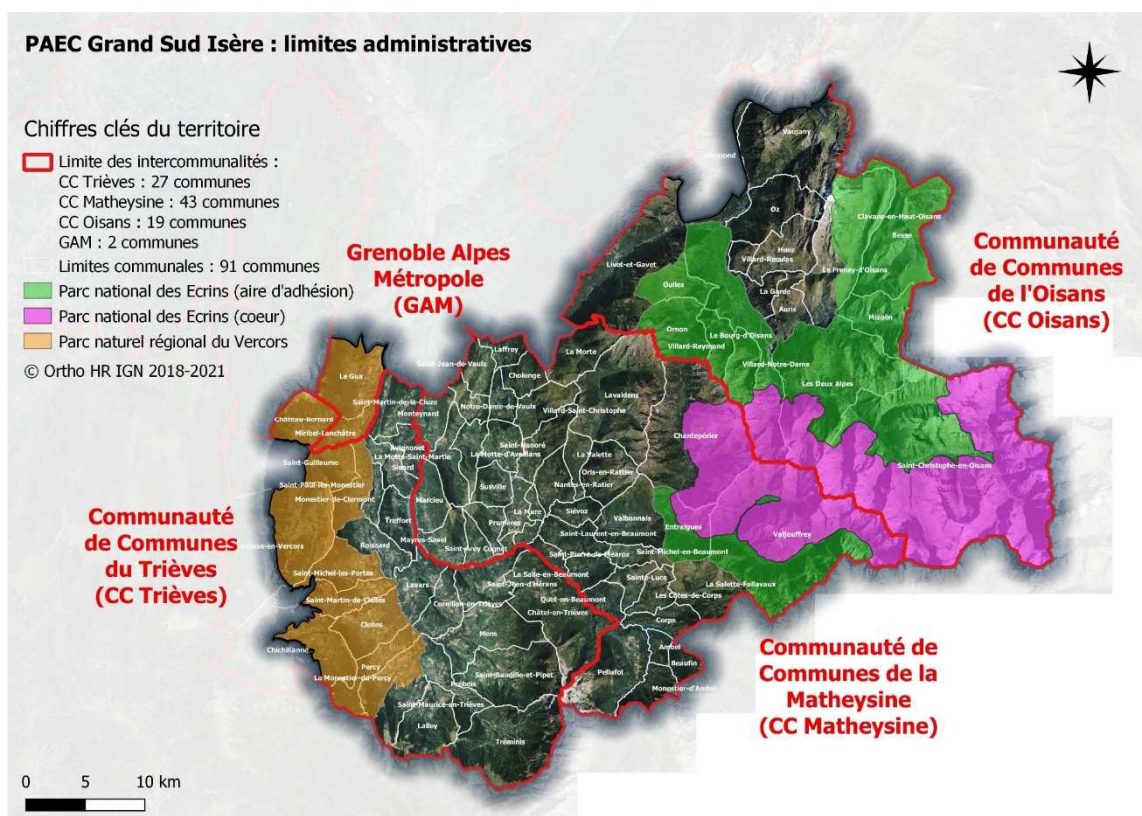 PAEC Grand Sud Isère : limites administratives
Chiffres clés du territoire
Limite des intercommunalités :
CC Trièves : 27 communes
CC Matheysine : 43 communes
CC Oisans : 19 communes
GAM : 2 communes
Limites communales : 91 communes
Parc national des Ecrins (aire d'adhésion)
Parc national des Ecrins (coeur)
Parc naturel régional du Vercors
© Ortho HR IGN 2018-2021
Grenoble Alpes
Métropole
(GAM)
Communauté
de Communes
de l'Oisans
(CC Oisans)
Communauté
de Communes
du Trièves
(CC Trièves)
Communauté de
Communes de la
Matheysine
(CC Matheysine)
Vaujany
Oz
Clavans-en-Haut-Oisans
Besse
Huez
Villard-Reculas
Le Freney-d'Oisans
Livet-et-Gavet
La Garde
Auris
Oulles
Mizoën
Ornon
Le Bourg-d'Oisans
Villard-Reymond
Villard-Notre-Dame
Les Deux Alpes
Saint-Christophe-en-Oisans
Laffrey
Saint-Jean-de-Vaulx
Cholonge
La Morte
Le Gua
Saint-Martin-de-la-Cluze
Monteynard
Notre-Dame-de-Vaulx
Villard-Saint-Christophe
Lavaldens
Château-Bernard
Miribel-Lanchâtre
Chantepérier
Avignonet
La Motte-Saint-Martin
Sinard
Saint-Honoré
La Motte-d'Aveillans
La Valette
Saint-Guillaume
Oris-en-Rattier
Saint-Paul-lès-Monestier
Nantes-en-Ratier
Susville
Monestier-de-Clermont
Marcieu
La Mure
Siévoz
Valbonnais
Entraigues
Treffort
Prunières
Mayres-Savel
Saint-Laurent-en-Beaumont
Valjouffrey
Roissard
Saint-Arey
Cognet
Saint-Pierre-de-Méaroz
Saint-Michel-en-Beaumont
Saint-Michel-les-Portes
Lavars
La Salle-en-Beaumont
Saint-Jean-d'Hérans
Sainte-Luce
La Salette-Fallavaux
Saint-Martin-de-Clelles
Cornillon-en-Trièves
Quet-en-Beaumont
Les Côtes-de-Corps
Châtel-en-Trièves
Clelles
Corps
Mens
Chichilianne
Ambel
Percy
Pellafol
Beaufin
Le Monestier-du-Percy
Saint-Baudille-et-Pipet
Prébois
Monestier-d'Ambel
Saint-Maurice-en-Trièves
Lalley
Tréminis
0 5 10 km